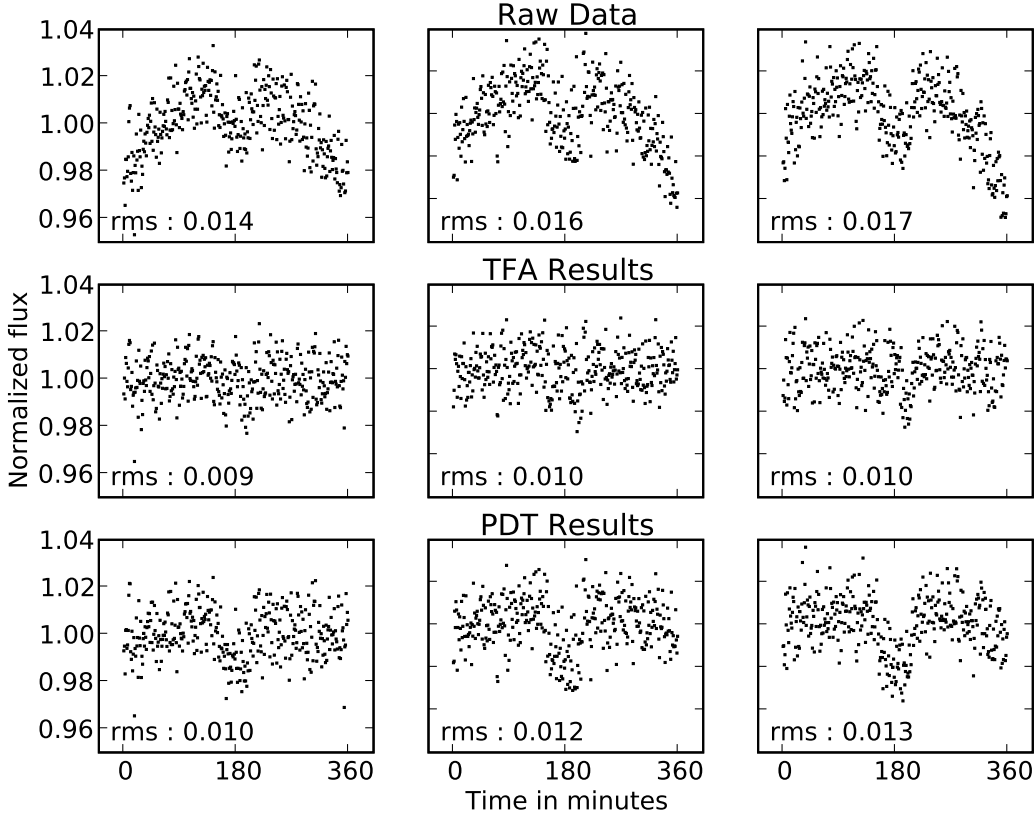 Raw Data
1.04
1.02
1.00
0.98
0.96
rms : 0.014
rms : 0.016
rms : 0.017
TFA Results
1.04
1.02
1.00
0.98
0.96
rms : 0.009
rms : 0.010
rms : 0.010
Normalized flux
PDT Results
1.04
1.02
1.00
0.98
0.96
rms : 0.010
rms : 0.012
rms : 0.013
0 180 360 0 180 360 0 180 360
Time in minutes